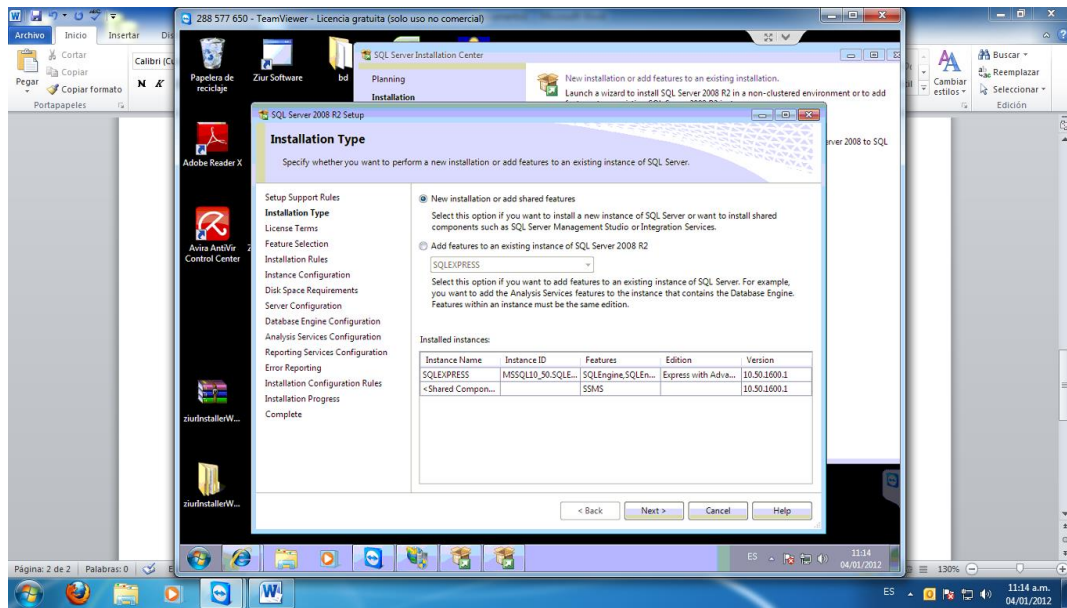 288 577 650 - TeamViewer - Licencia gratuita (solo uso no comercial)
Archivo Inicio Insertar
Cortar
Copiar
Copiar formato
Pegar
Portapapeles
Calibri
N K
Cambiar estilos
Buscar
Reemplazar
Seleccionar
Edición
Papelera de reciclaje
Ziur Software
bd
Adobe Reader X
Avira AntiVir Control Center
ziurInstallerW...
ziurInstallerW...
SQL Server Installation Center
Planning
Installation
New installation or add features to an existing installation.
Launch a wizard to install SQL Server 2008 R2 in a non-clustered environment or to add
erver 2008 to SQL
SQL Server 2008 R2 Setup
Installation Type
Specify whether you want to perform a new installation or add features to an existing instance of SQL Server.
Setup Support Rules
Installation Type
License Terms
Feature Selection
Installation Rules
Instance Configuration
Disk Space Requirements
Server Configuration
Database Engine Configuration
Analysis Services Configuration
Reporting Services Configuration
Error Reporting
Installation Configuration Rules
Installation Progress
Complete
New installation or add shared features
Select this option if you want to install a new instance of SQL Server or want to install shared
components such as SQL Server Management Studio or Integration Services.
Add features to an existing instance of SQL Server 2008 R2
SQLEXPRESS
Select this option if you want to add features to an existing instance of SQL Server. For example,
you want to add the Analysis Services features to the instance that contains the Database Engine.
Features within an instance must be the same edition.
Installed instances:
Instance Name Instance ID Features Edition Version
SQLEXPRESS MSSQL10_50.SQLE... SQLEngine,SQLEn... Express with Adva... 10.50.1600.1
<Shared Compon... SSMS 10.50.1600.1
< Back Next > Cancel Help
ES 11:14
04/01/2012
Página: 2 de 2 Palabras: 0 130%
ES 11:14 a.m.
04/01/2012